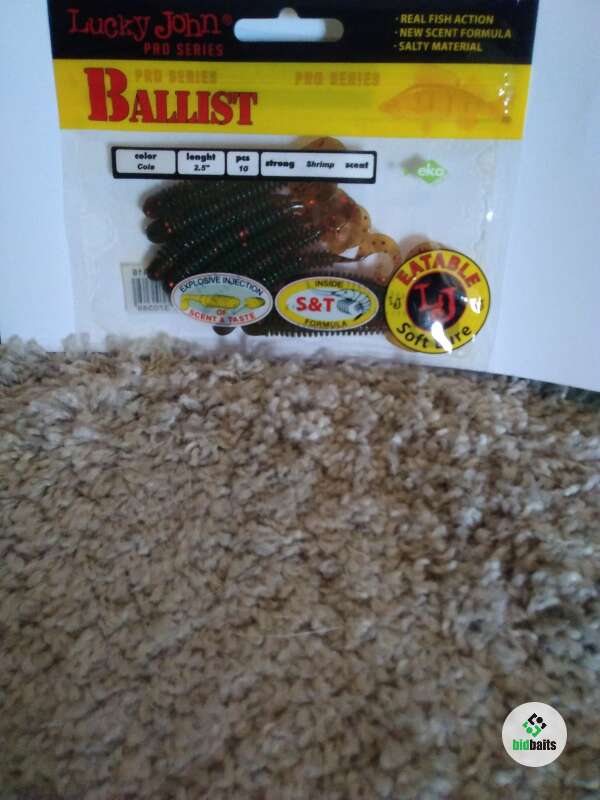 Lucky John®
PRO SERIES
· REAL FISH ACTION
· NEW SCENT FORMULA
· SALTY MATERIAL
PRO SERIES PRO SERIES
BALLIST
color
Cola
lenght
2.5"
pcs
10
strong Shrimp scent
eko
EXPLOSIVE INJECTION
OF
SCENT & TASTE
INSIDE
S&T
FORMULA
EATABLE
LJ
Soft Lure
bidbaits